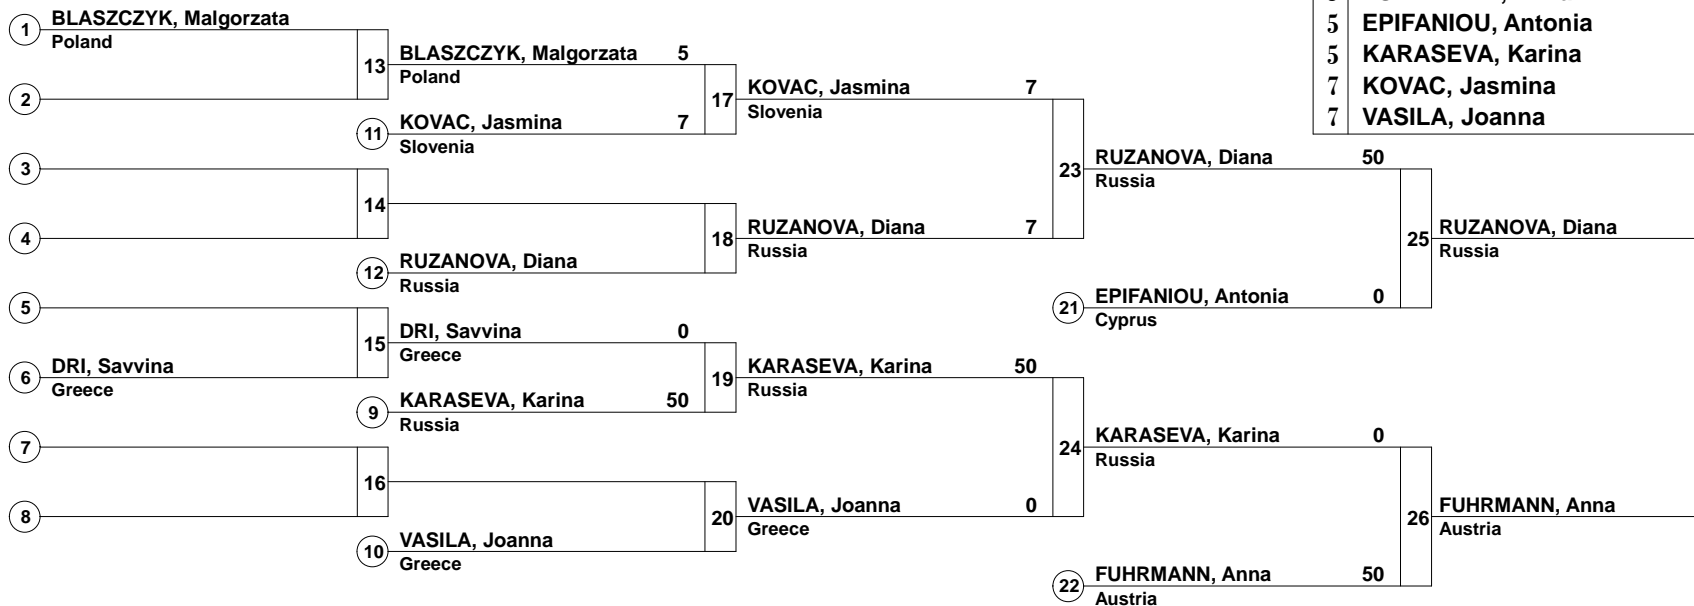 1 BLASZCZYK, Malgorzata
Poland
2
3
4
5
6 DRI, Savvina
Greece
7
8
13 BLASZCZYK, Malgorzata 5
Poland
11 KOVAC, Jasmina 7
Slovenia
14
12 RUZANOVA, Diana
Russia
15 DRI, Savvina 0
Greece
9 KARASEVA, Karina 50
Russia
16
10 VASILA, Joanna
Greece
17 KOVAC, Jasmina 7
Slovenia
18 RUZANOVA, Diana 7
Russia
19 KARASEVA, Karina 50
Russia
20 VASILA, Joanna 0
Greece
23 RUZANOVA, Diana 50
Russia
21 EPIFANIOU, Antonia 0
Cyprus
24 KARASEVA, Karina 0
Russia
22 FUHRMANN, Anna 50
Austria
25 RUZANOVA, Diana
Russia
26 FUHRMANN, Anna
Austria
5 EPIFANIOU, Antonia
5 KARASEVA, Karina
7 KOVAC, Jasmina
7 VASILA, Joanna